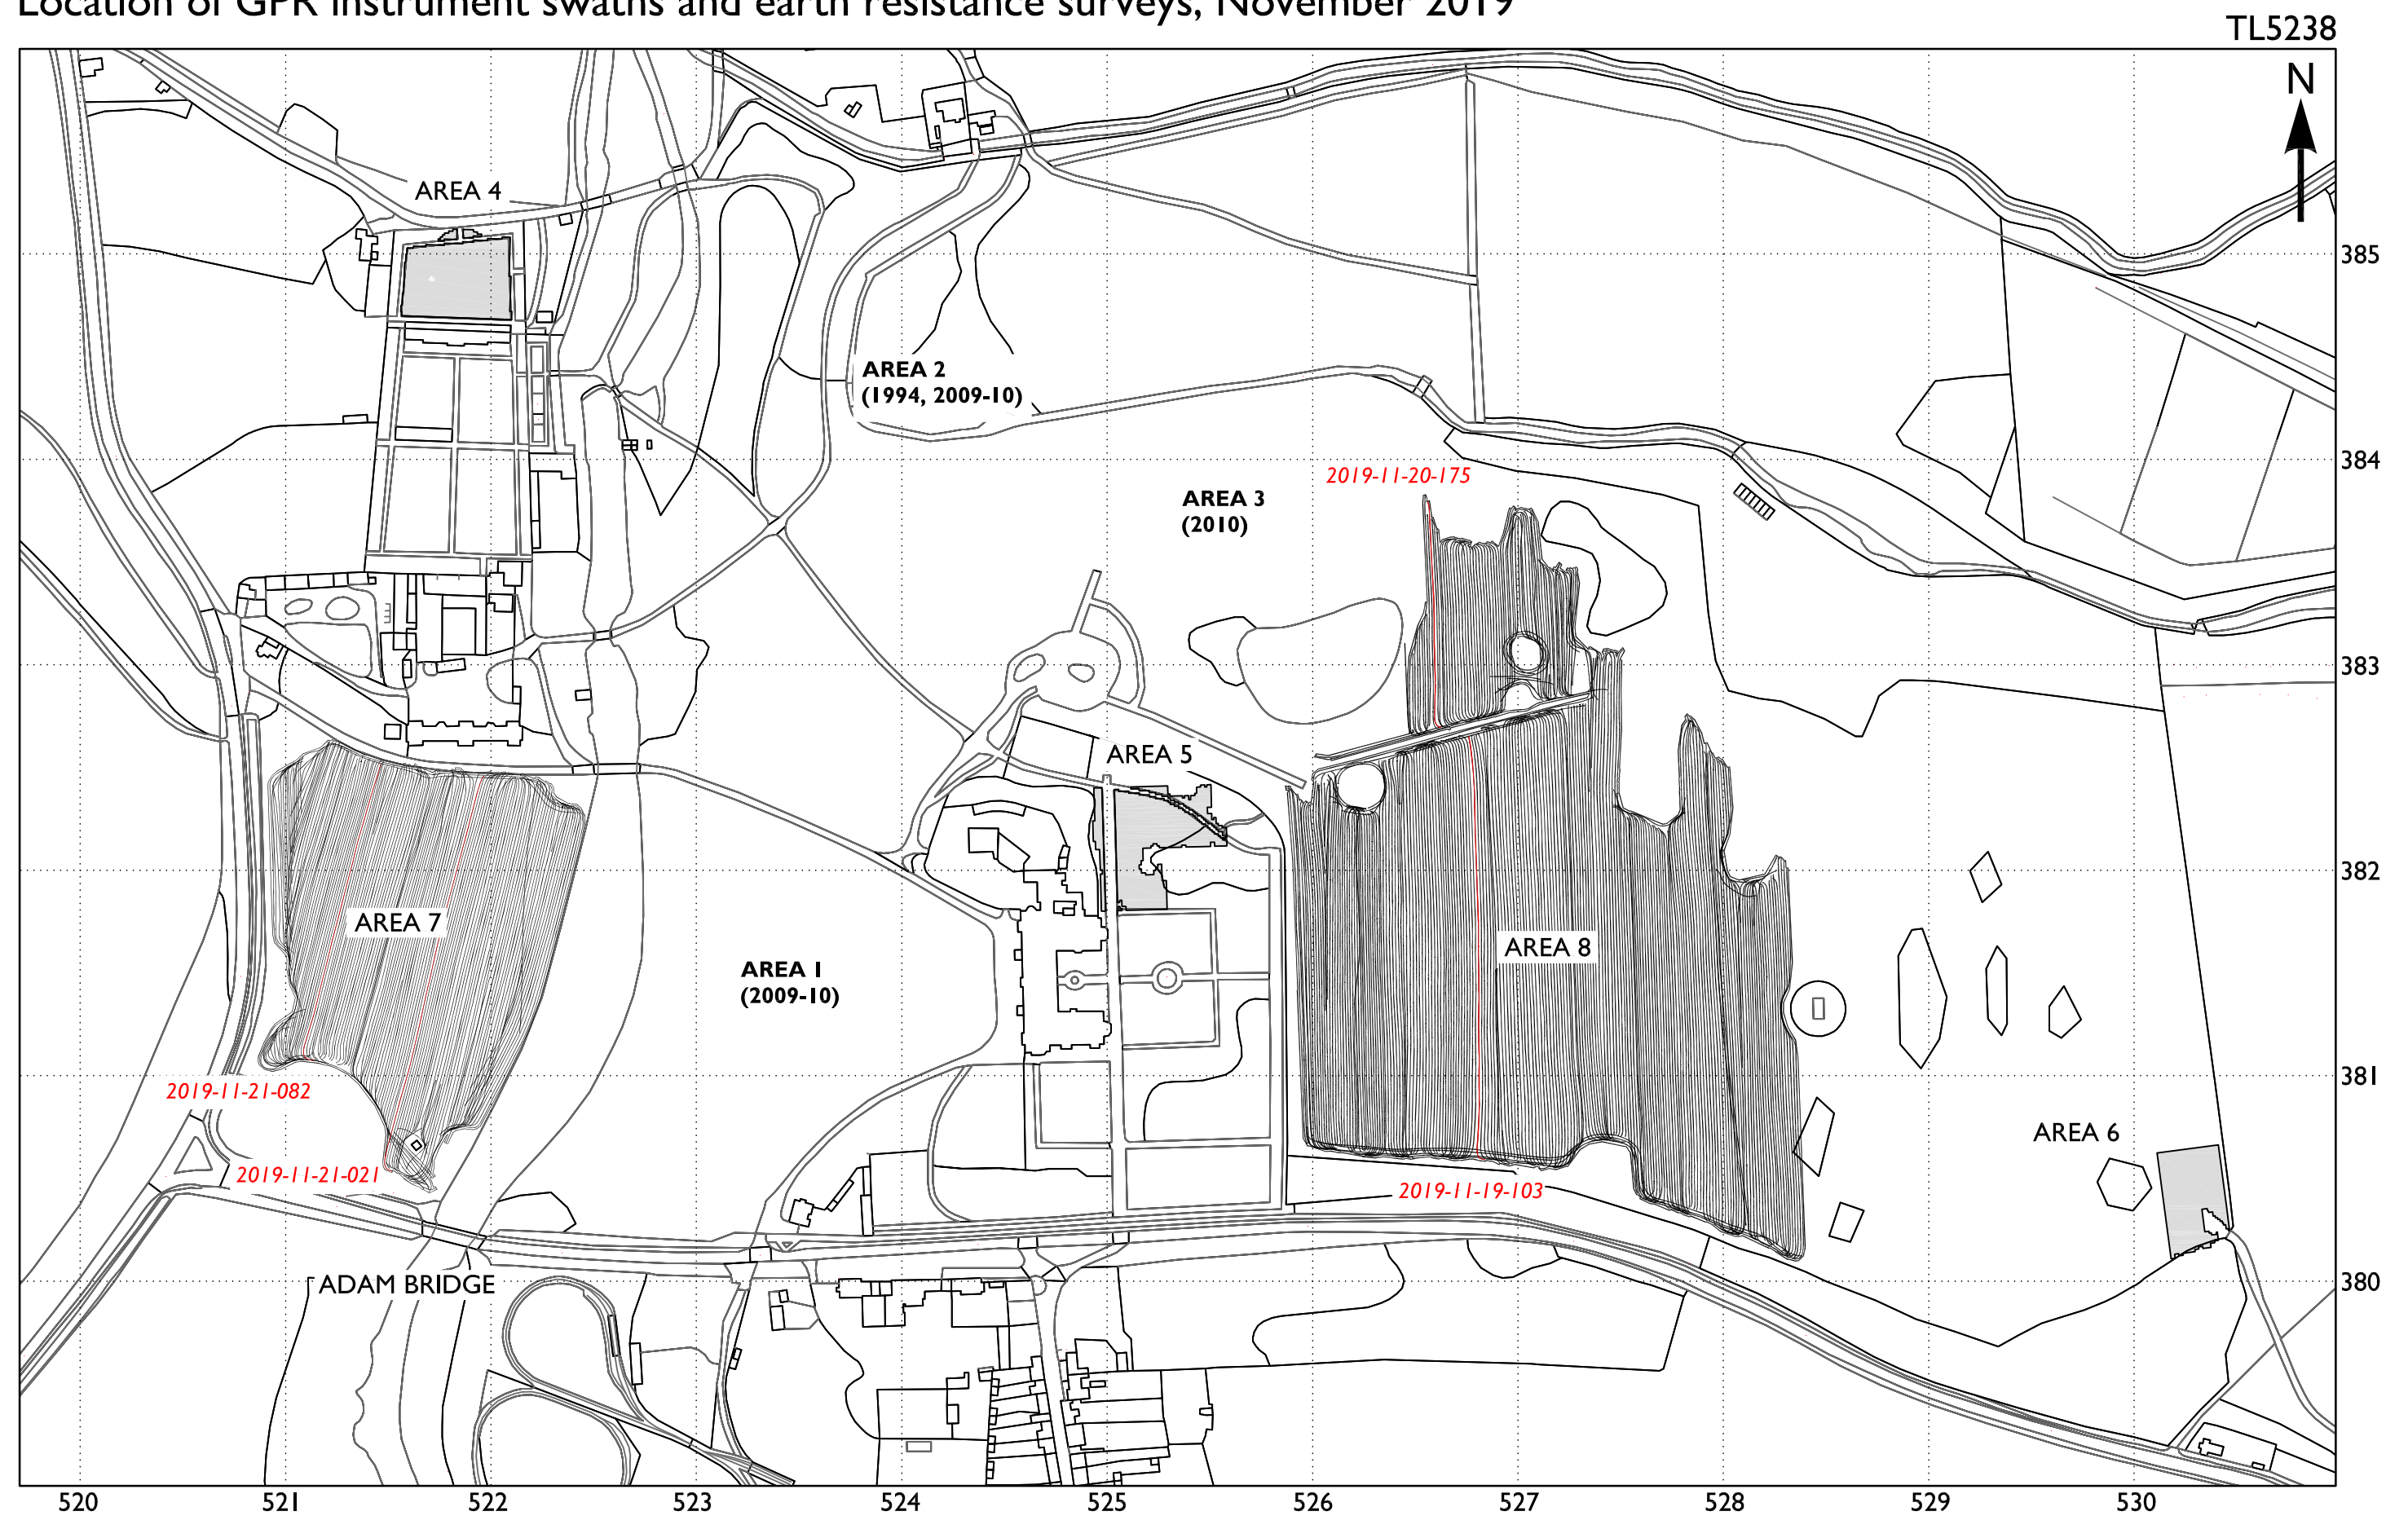 Location of GPR instrument swaths and earth resistance surveys, November 2019
TL5238
N
AREA 4
385
AREA 2
(1994, 2009-10)
384
2019-11-20-175
AREA 3
(2010)
383
AREA 5
382
AREA 7
AREA 8
AREA 1
(2009-10)
381
2019-11-21-082
AREA 6
2019-11-21-021
2019-11-19-103
380
ADAM BRIDGE
520 521 522 523 524 525 526 527 528 529 530